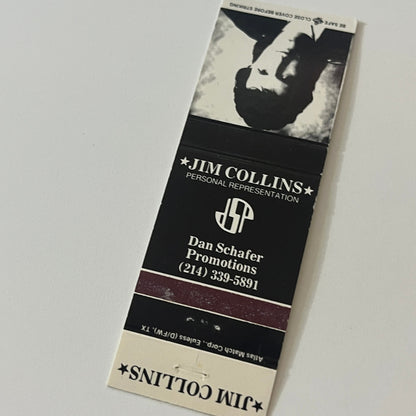 BE SAFE CLOSE COVER BEFORE STRIKING
★JIM COLLINS★
PERSONAL REPRESENTATION
JSP
Dan Schafer
Promotions
(214) 339-5891
Atlas Match Corp., Euless (D/FW), TX
★JIM COLLINS★